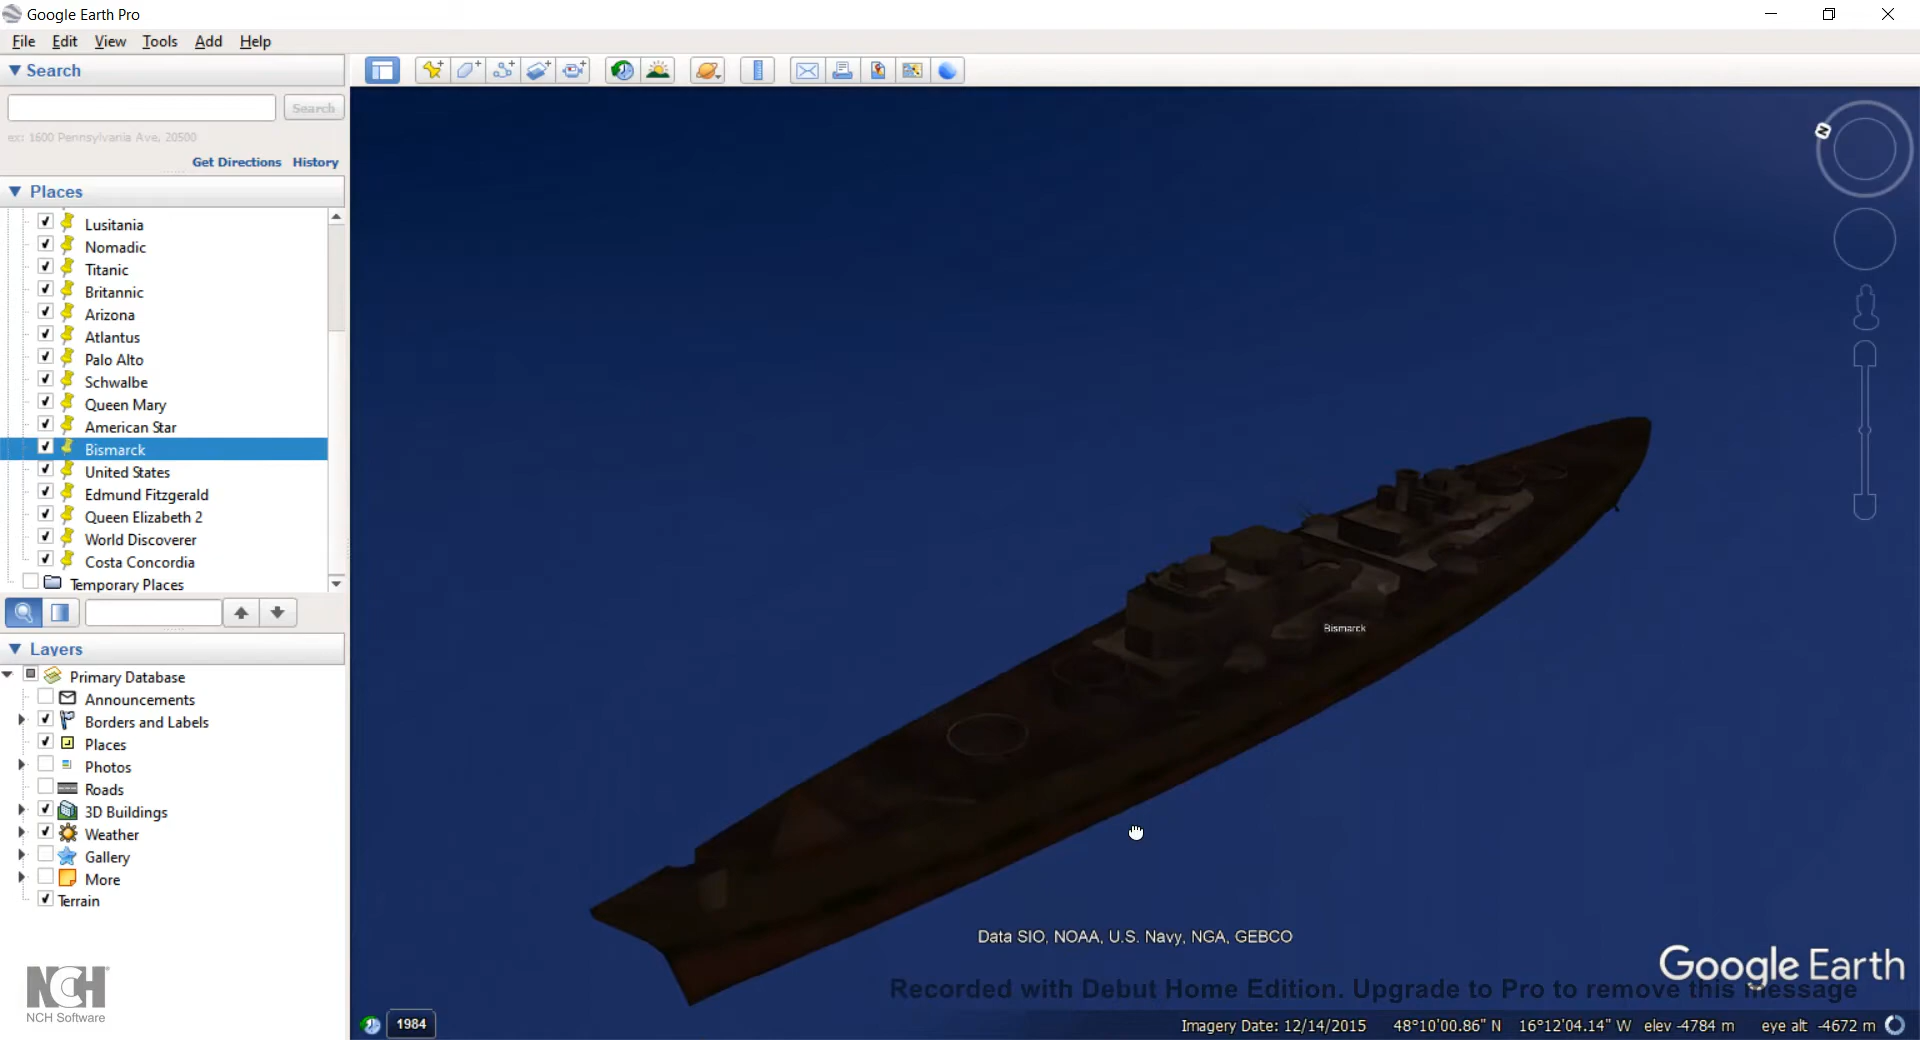 Google Earth Pro
File Edit View Tools Add Help
Search
Search
ex: 1600 Pennsylvania Ave, 20500
Get Directions History
Places
Lusitania
Nomadic
Titanic
Britannic
Arizona
Atlantus
Palo Alto
Schwalbe
Queen Mary
American Star
Bismarck
United States
Edmund Fitzgerald
Queen Elizabeth 2
World Discoverer
Costa Concordia
Temporary Places
Layers
Primary Database
Announcements
Borders and Labels
Places
Photos
Roads
3D Buildings
Weather
Gallery
More
Terrain
NCH®
NCH Software
N
Bismarck
Data SIO, NOAA, U.S. Navy, NGA, GEBCO
Google Earth
Recorded with Debut Home Edition. Upgrade to Pro to remove this message
1984
Imagery Date: 12/14/2015 48°10'00.86" N 16°12'04.14" W elev -4784 m eye alt -4672 m